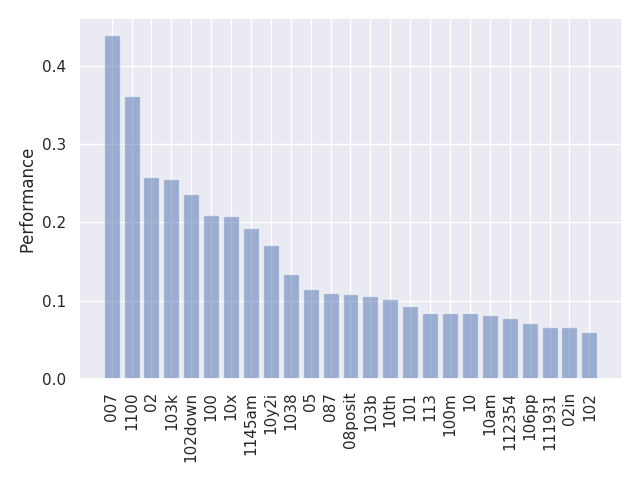 Performance
0.4
0.3
0.2
0.1
0.0
007
1100
02
103k
102down
100
10x
1145am
10y2i
1038
05
087
08posit
103b
10th
101
113
100m
10
10am
112354
106pp
111931
02in
102